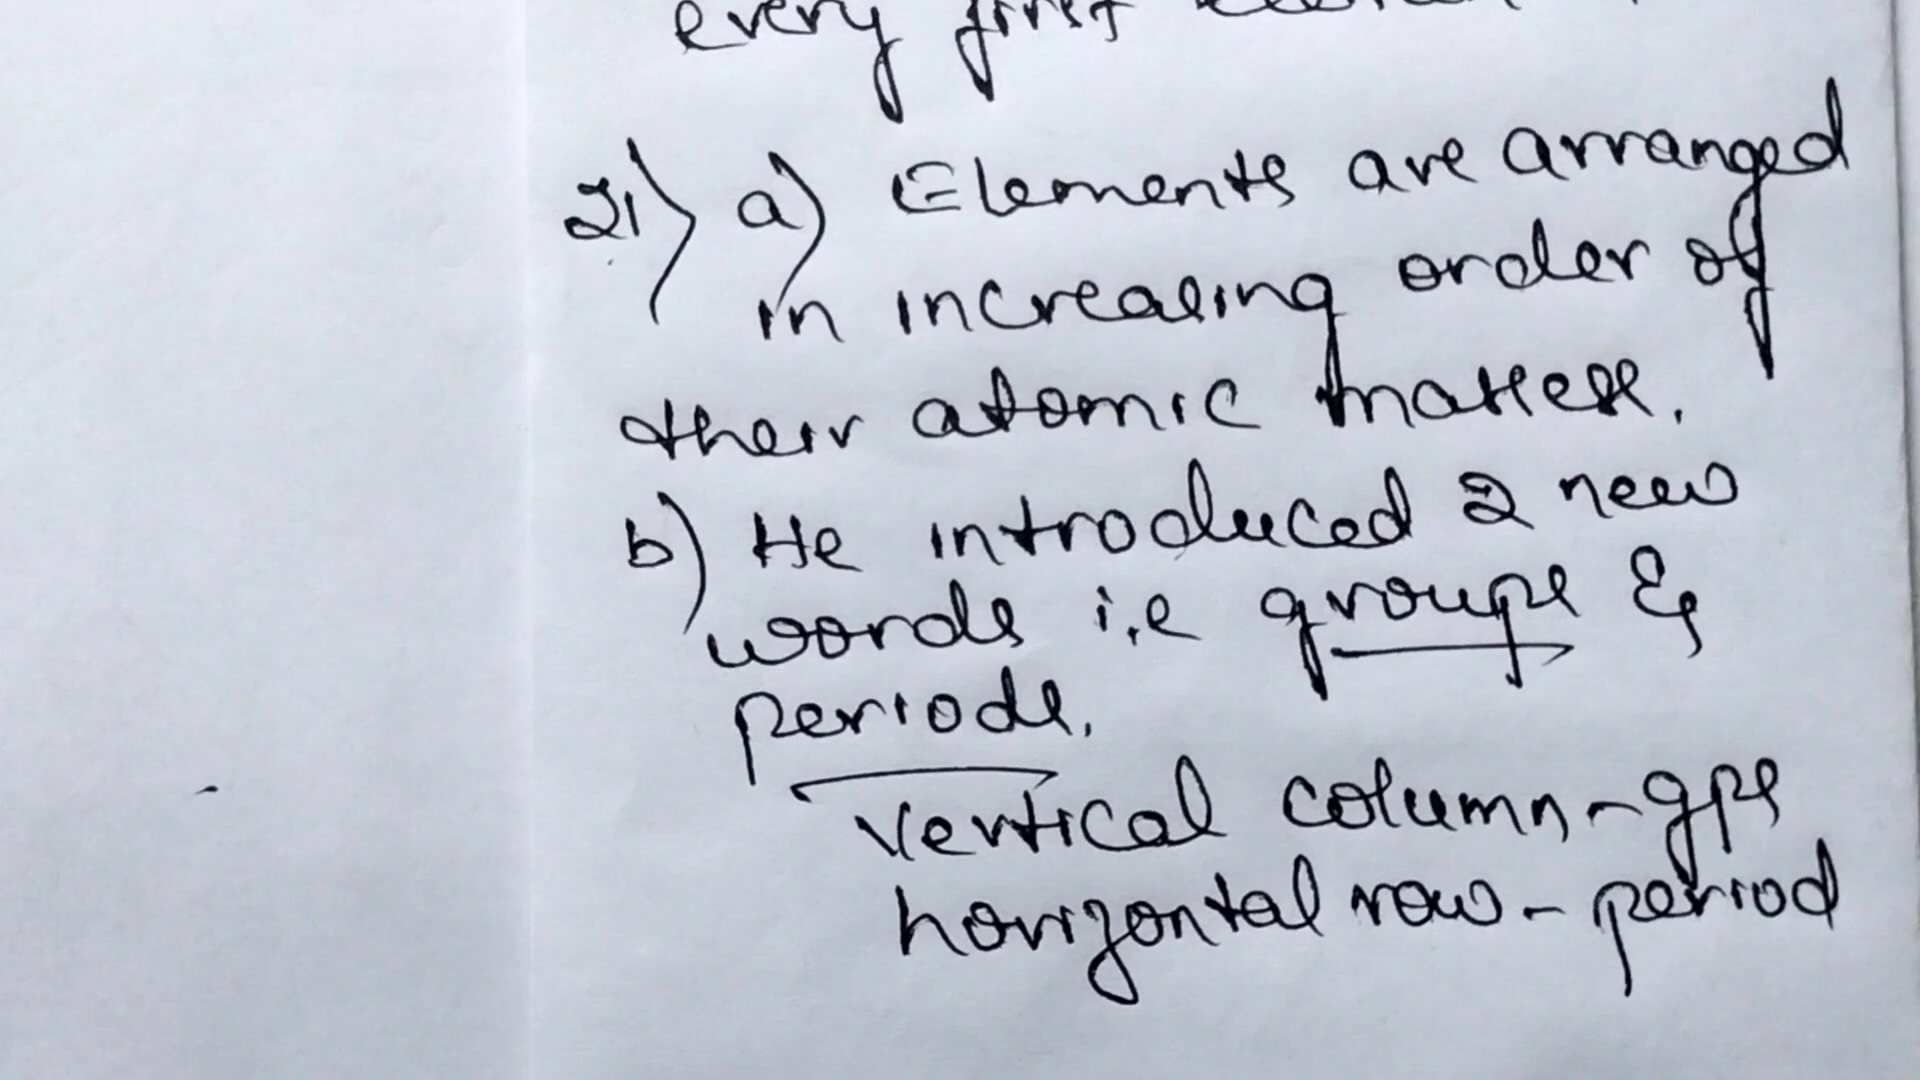 every first
21) a) Elements are arranged
in increasing order of
their atomic masses.
b) He introduced 2 new
words i.e groups &
periods.
Vertical column - gps
horizontal row - period